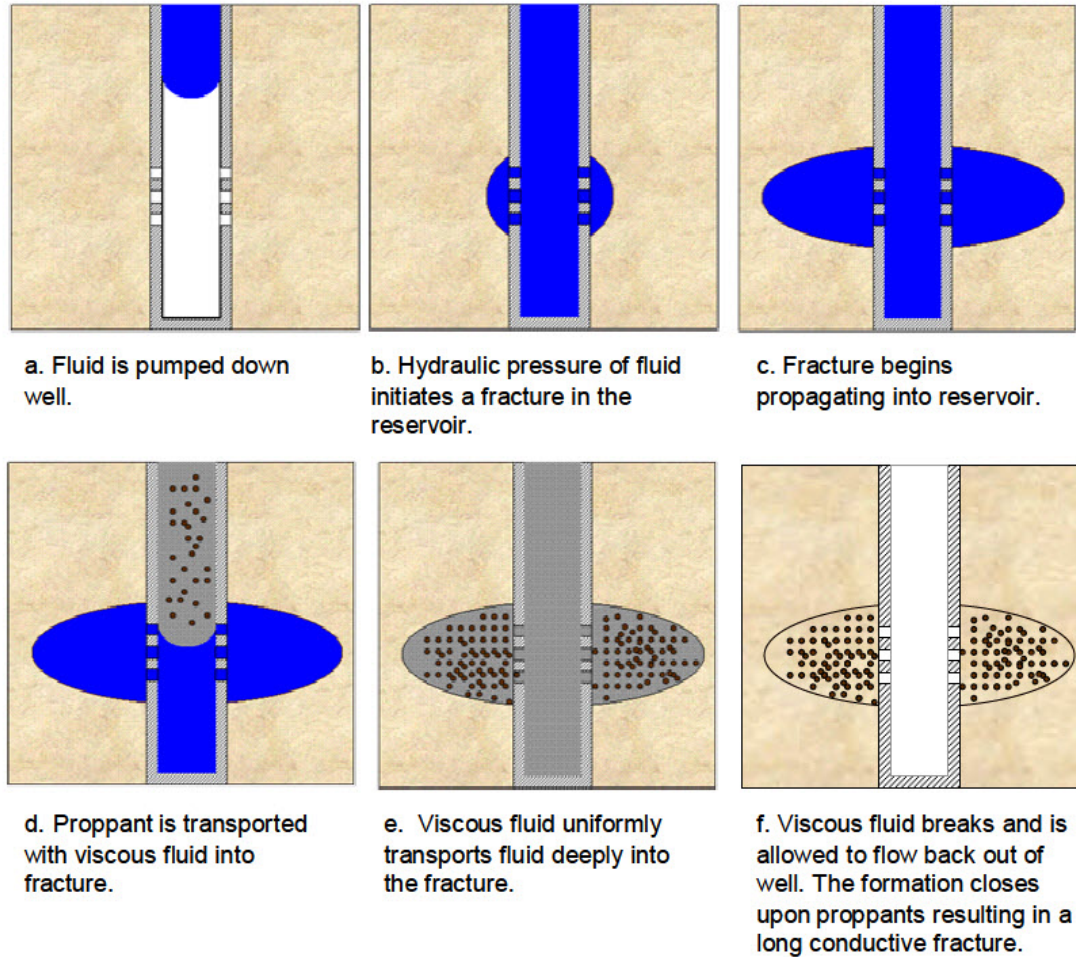 a. Fluid is pumped down
well.
b. Hydraulic pressure of fluid
initiates a fracture in the
reservoir.
c. Fracture begins
propagating into reservoir.
d. Proppant is transported
with viscous fluid into
fracture.
e. Viscous fluid uniformly
transports fluid deeply into
the fracture.
f. Viscous fluid breaks and is
allowed to flow back out of
well. The formation closes
upon proppants resulting in a
long conductive fracture.